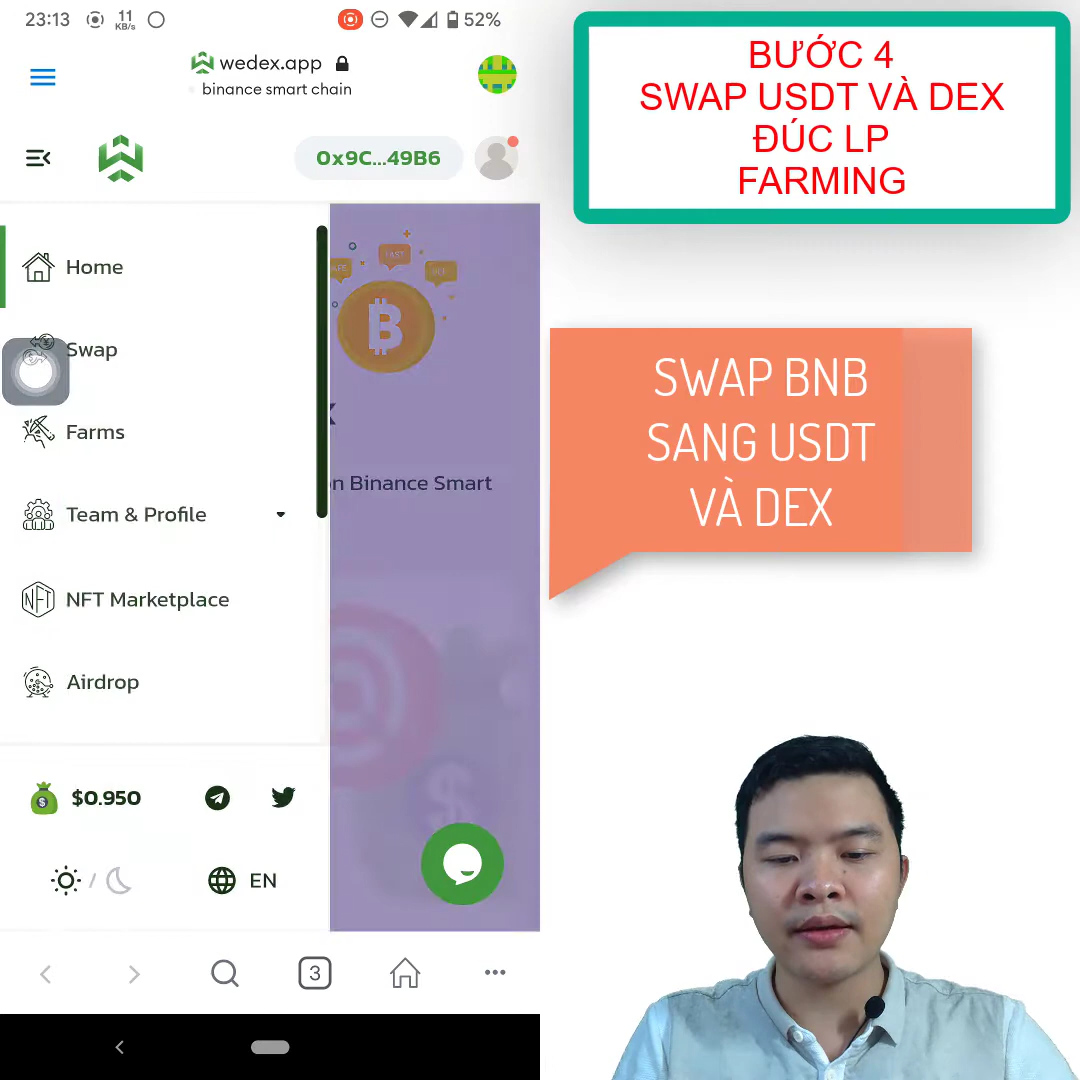 23:13
11
KB/s
52%
wedex.app
binance smart chain
0x9C...49B6
Home
Swap
Farms
Team & Profile
NFT Marketplace
Airdrop
$0.950
EN
FAST
n Binance Smart
3
BƯỚC 4
SWAP USDT VÀ DEX
ĐÚC LP
FARMING
SWAP BNB
SANG USDT
VÀ DEX
NFT